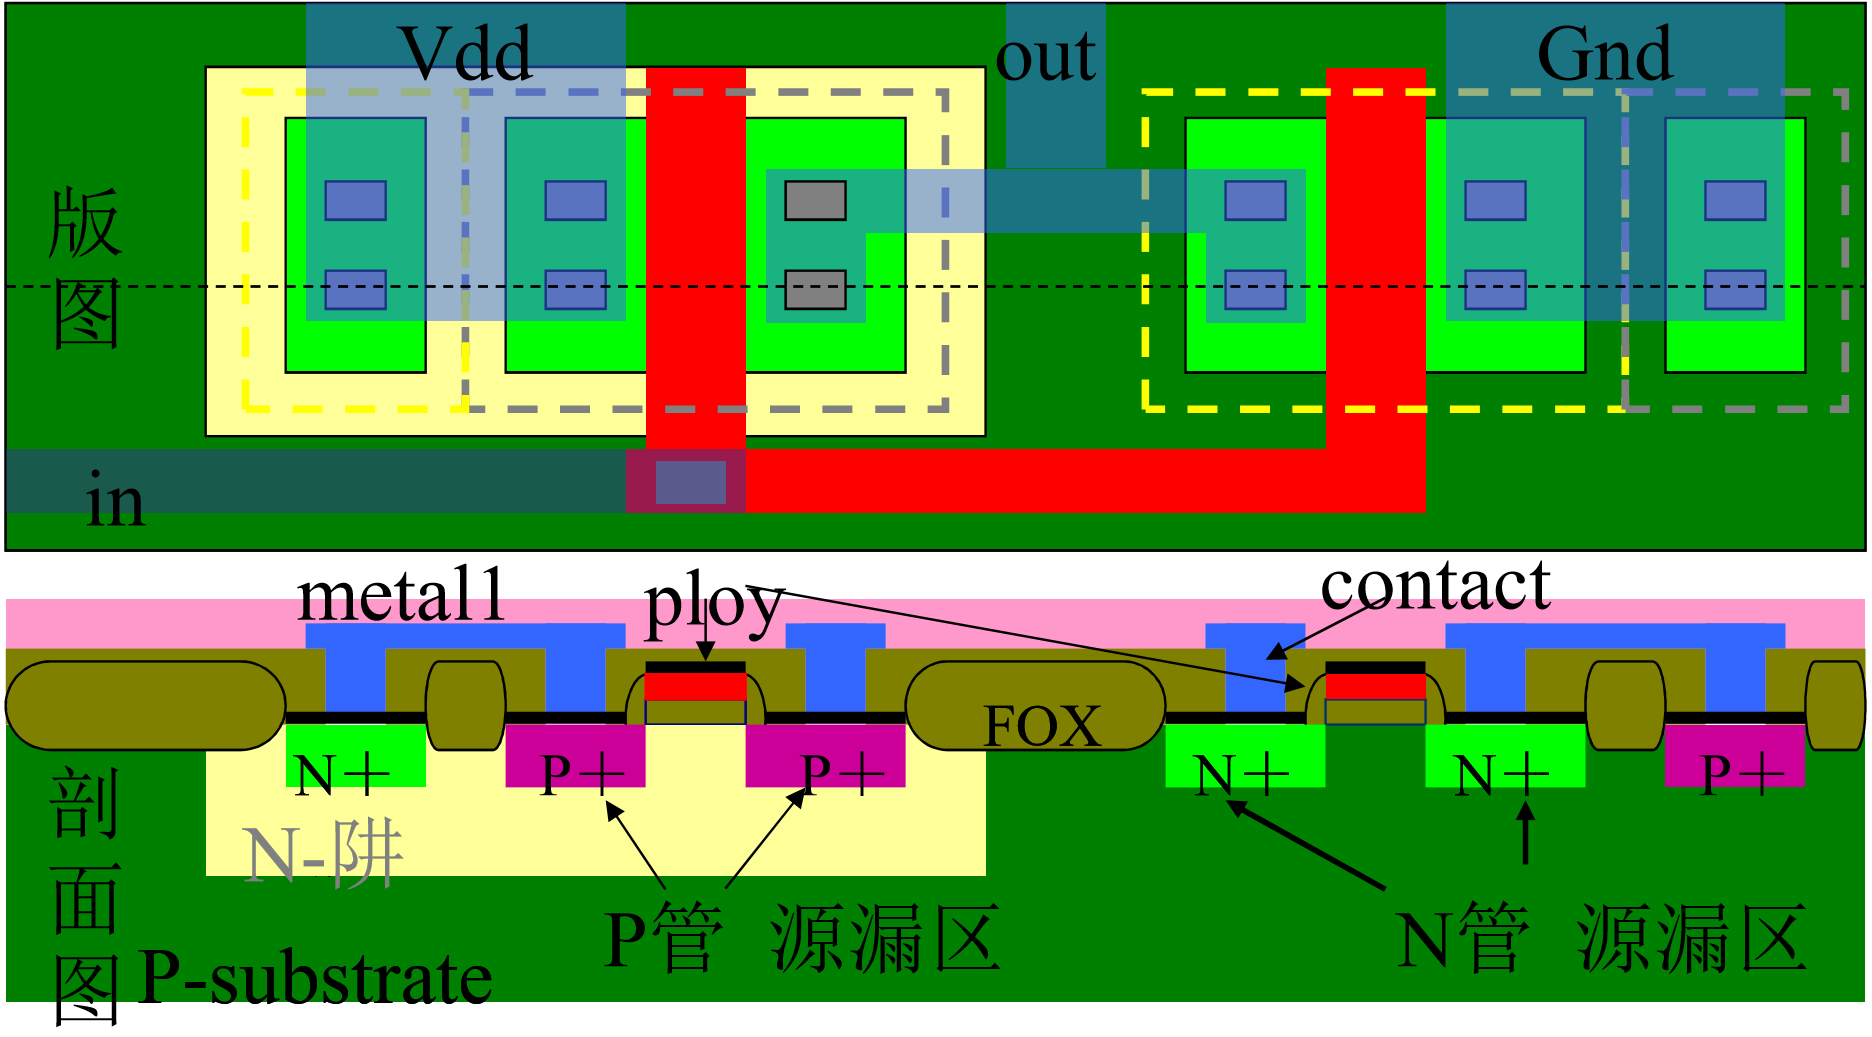 Vdd
out
Gnd
版图
in
metal1
ploy
contact
FOX
N+
P+
P+
N+
N+
P+
剖面图
N-阱
P管 源漏区
N管 源漏区
P-substrate